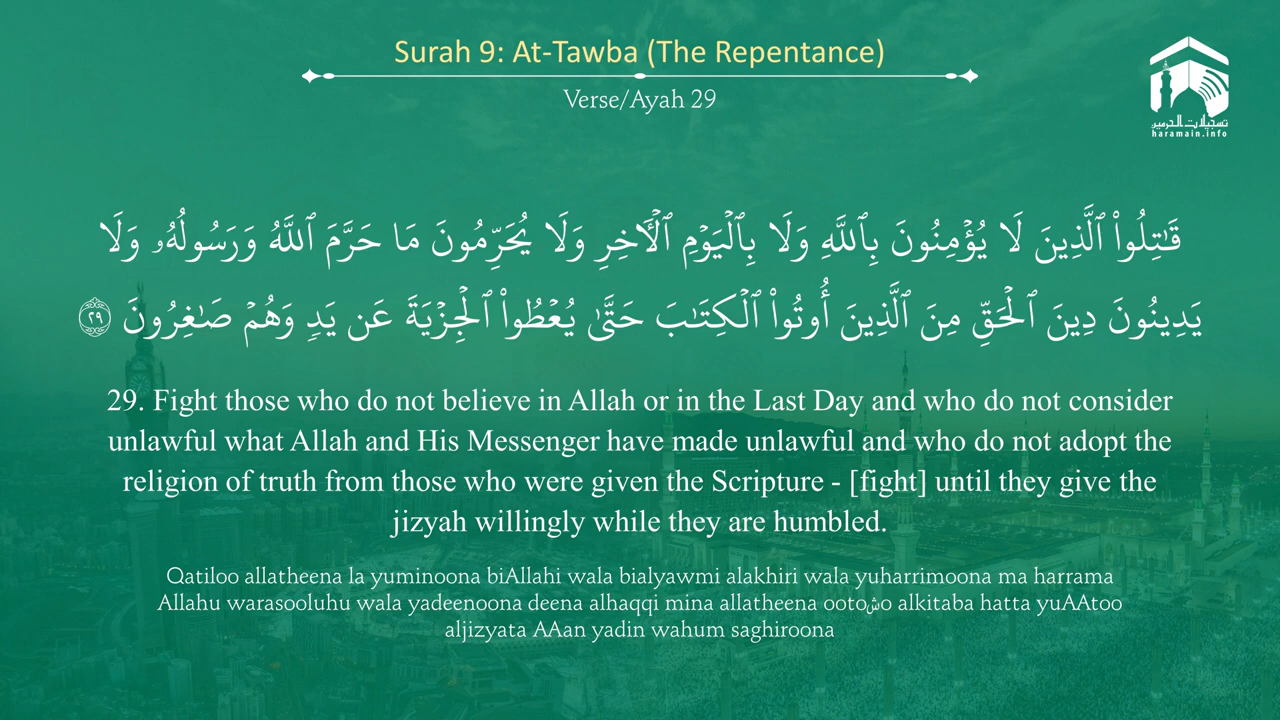 Surah 9: At-Tawba (The Repentance)
Verse/Ayah 29
تسجيلات الحرمين
haramain.info
قَـٰتِلُوا۟ ٱلَّذِينَ لَا يُؤْمِنُونَ بِٱللَّهِ وَلَا بِٱلْيَوْمِ ٱلْـَٔاخِرِ وَلَا يُحَرِّمُونَ مَا حَرَّمَ ٱللَّهُ وَرَسُولُهُۥ وَلَا
يَدِينُونَ دِينَ ٱلْحَقِّ مِنَ ٱلَّذِينَ أُوتُوا۟ ٱلْكِتَـٰبَ حَتَّىٰ يُعْطُوا۟ ٱلْجِزْيَةَ عَن يَدٍ وَهُمْ صَـٰغِرُونَ ٢٩
29. Fight those who do not believe in Allah or in the Last Day and who do not consider
unlawful what Allah and His Messenger have made unlawful and who do not adopt the
religion of truth from those who were given the Scripture - [fight] until they give the
jizyah willingly while they are humbled.
Qatiloo allatheena la yuminoona biAllahi wala bialyawmi alakhiri wala yuharrimoona ma harrama
Allahu warasooluhu wala yadeenoona deena alhaqqi mina allatheena ootoشo alkitaba hatta yuAAtoo
aljizyata AAan yadin wahum saghiroona